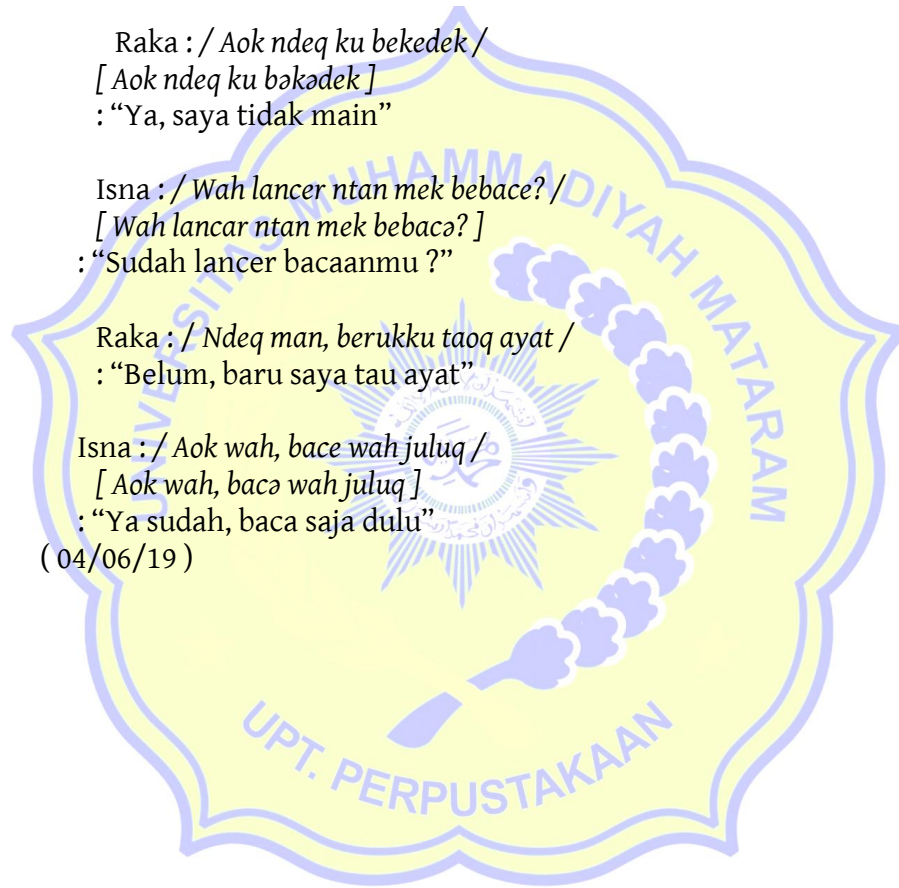 Raka : / Aok ndeq ku bekedek /
[ Aok ndeq ku bəkədek ]
: “Ya, saya tidak main”
Isna : / Wah lancer ntan mek bebace? /
[ Wah lancar ntan mek bebacə? ]
: “Sudah lancer bacaanmu ?”
Raka : / Ndeq man, berukku taoq ayat /
: “Belum, baru saya tau ayat”
Isna : / Aok wah, bace wah juluq /
[ Aok wah, bacə wah juluq ]
: “Ya sudah, baca saja dulu”
( 04/06/19 )
UNIVERSITAS MUHAMMADIYAH MATARAM
UPT. PERPUSTAKAAN